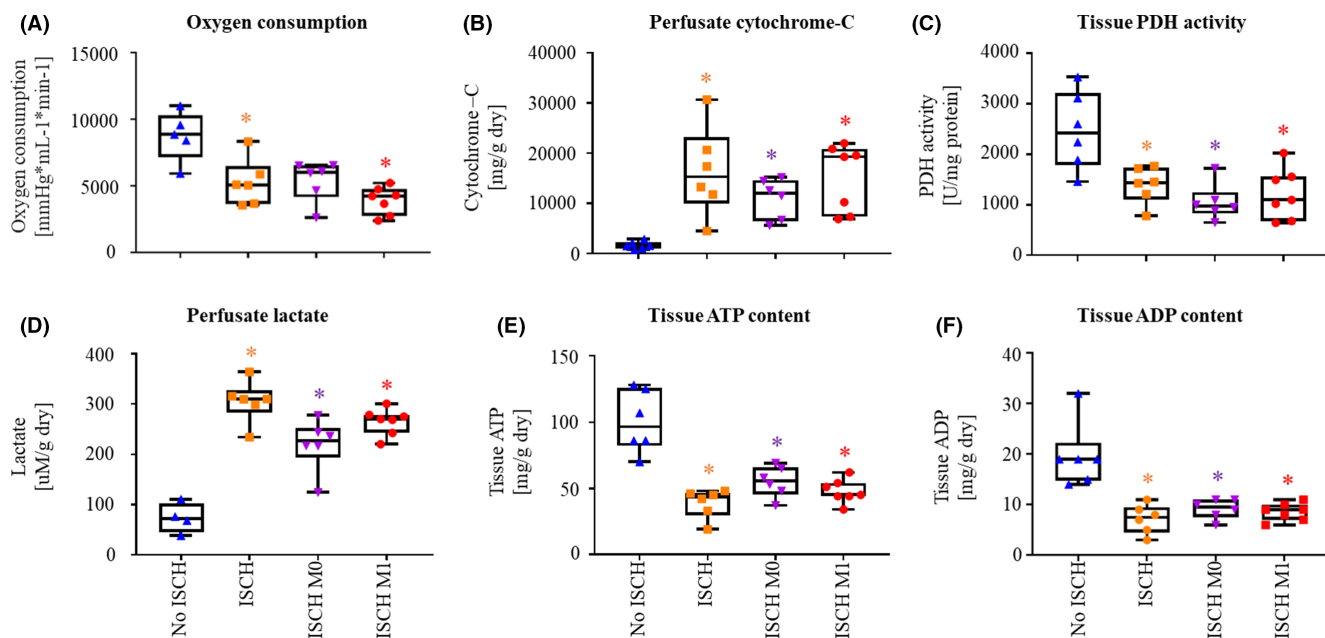 (A)
Oxygen consumption
Oxygen consumption
[mmHg*mL-1*min-1]
15000
10000
5000
0
*
*
(B)
Perfusate cytochrome-C
Cytochrome–C
[mg/g dry]
40000
30000
20000
10000
0
*
*
*
(C)
Tissue PDH activity
PDH activity
[U/mg protein]
4000
3000
2000
1000
0
*
*
*
(D)
Perfusate lactate
Lactate
[uM/g dry]
400
300
200
100
0
*
*
*
No ISCH
ISCH
ISCH M0
ISCH M1
(E)
Tissue ATP content
Tissue ATP
[mg/g dry]
150
100
50
0
*
*
*
No ISCH
ISCH
ISCH M0
ISCH M1
(F)
Tissue ADP content
Tissue ADP
[mg/g dry]
40
30
20
10
0
*
*
*
No ISCH
ISCH
ISCH M0
ISCH M1